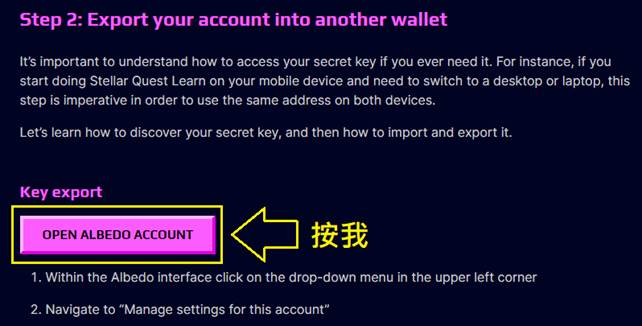 Step 2: Export your account into another wallet
It’s important to understand how to access your secret key if you ever need it. For instance, if you
start doing Stellar Quest Learn on your mobile device and need to switch to a desktop or laptop, this
step is imperative in order to use the same address on both devices.
Let’s learn how to discover your secret key, and then how to import and export it.
Key export
OPEN ALBEDO ACCOUNT 按我
1. Within the Albedo interface click on the drop-down menu in the upper left corner
2. Navigate to “Manage settings for this account”